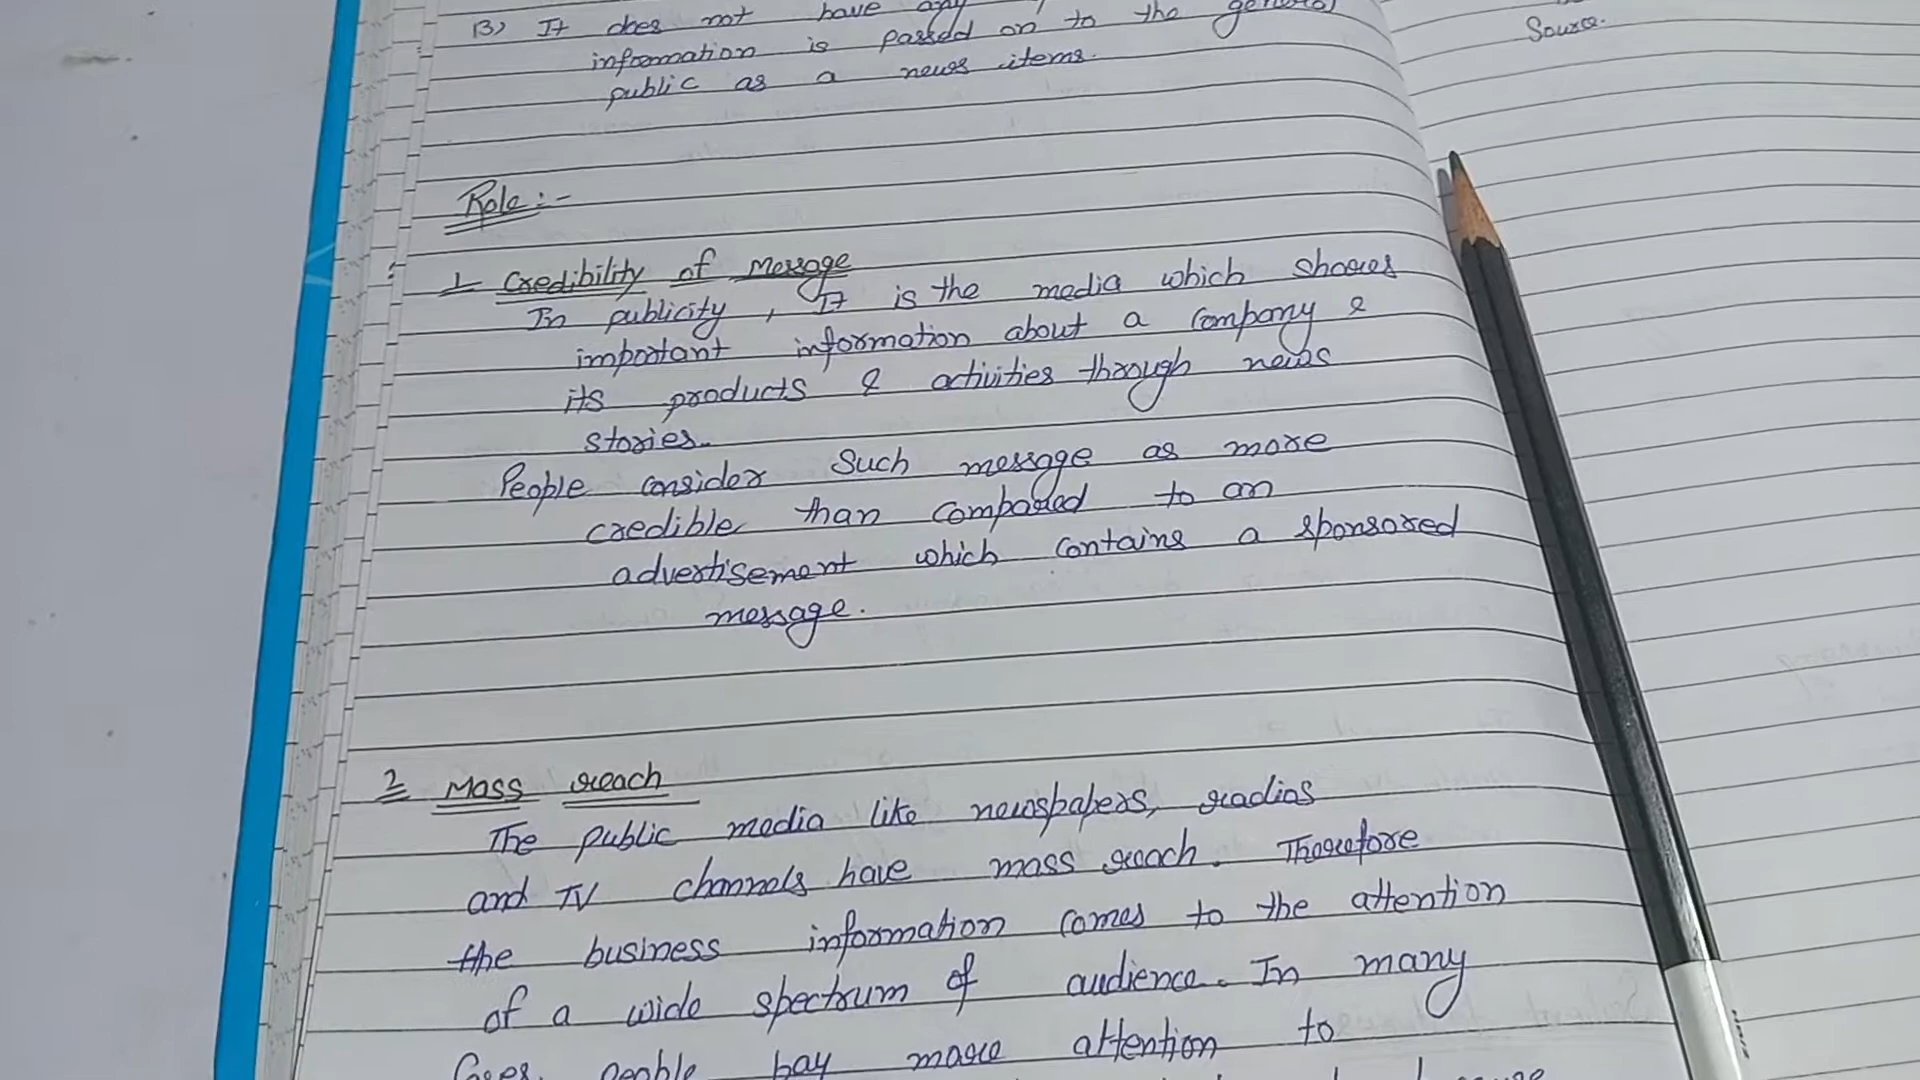 13) It does not have any
information is passed on to the general
public as a news items.
Source.
Role :-
1 Credibility of Message
In publicity, It is the media which shares
important information about a company &
its products & activities through news
stories.
People consider Such message as more
credible than compared to an
advertisement which contains a sponsored
message.
2 Mass reach
The public media like newspapers, radios
and TV channels have mass reach. Therefore
the business information comes to the attention
of a wide spectrum of audience. In many
Cases, people pay more attention to